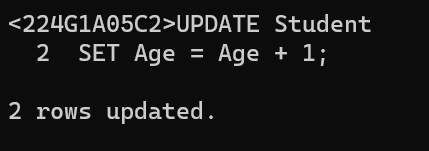 <224G1A05C2>UPDATE Student
2 SET Age = Age + 1;
2 rows updated.